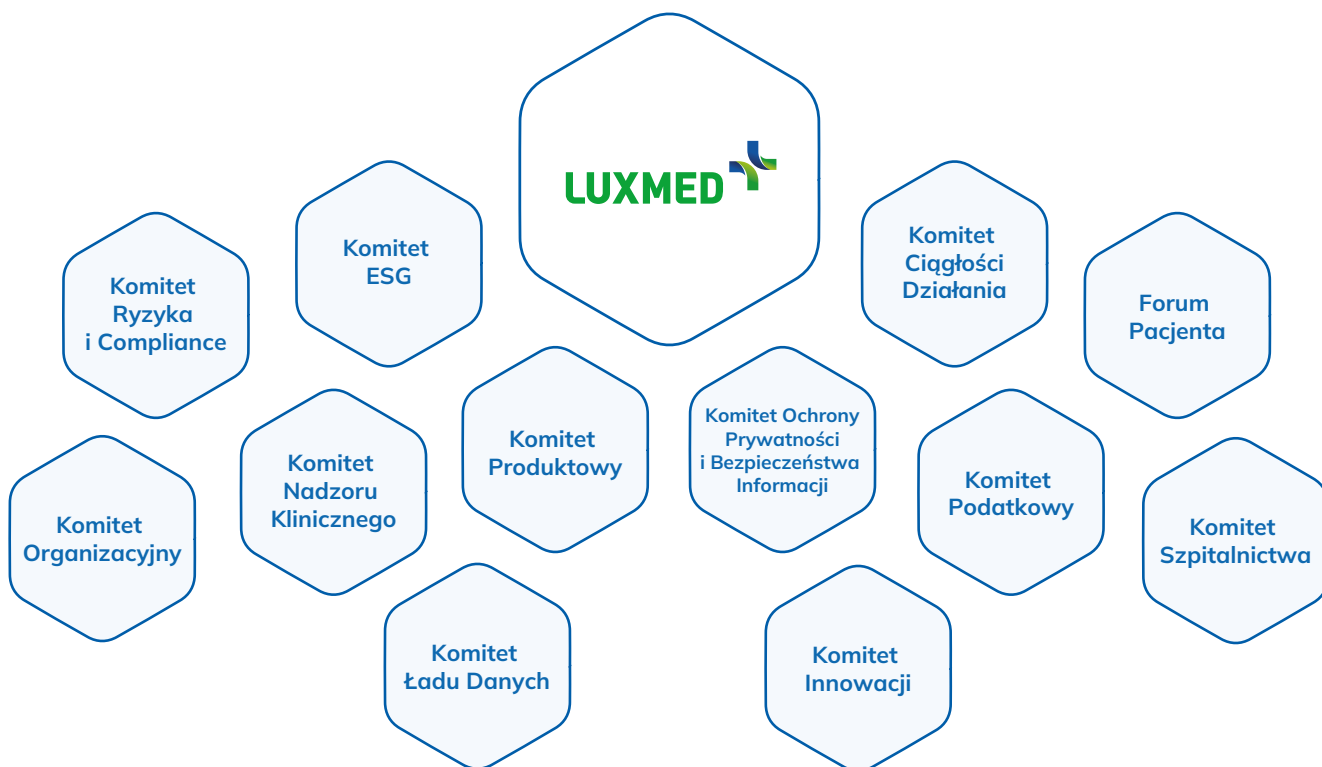 LUXMED
Komitet
Ryzyka
i Compliance
Komitet
ESG
Komitet
Ciągłości
Działania
Forum
Pacjenta
Komitet
Organizacyjny
Komitet
Nadzoru
Klinicznego
Komitet
Produktowy
Komitet Ochrony
Prywatności
i Bezpieczeństwa
Informacji
Komitet
Podatkowy
Komitet
Szpitalnictwa
Komitet
Ładu Danych
Komitet
Innowacji